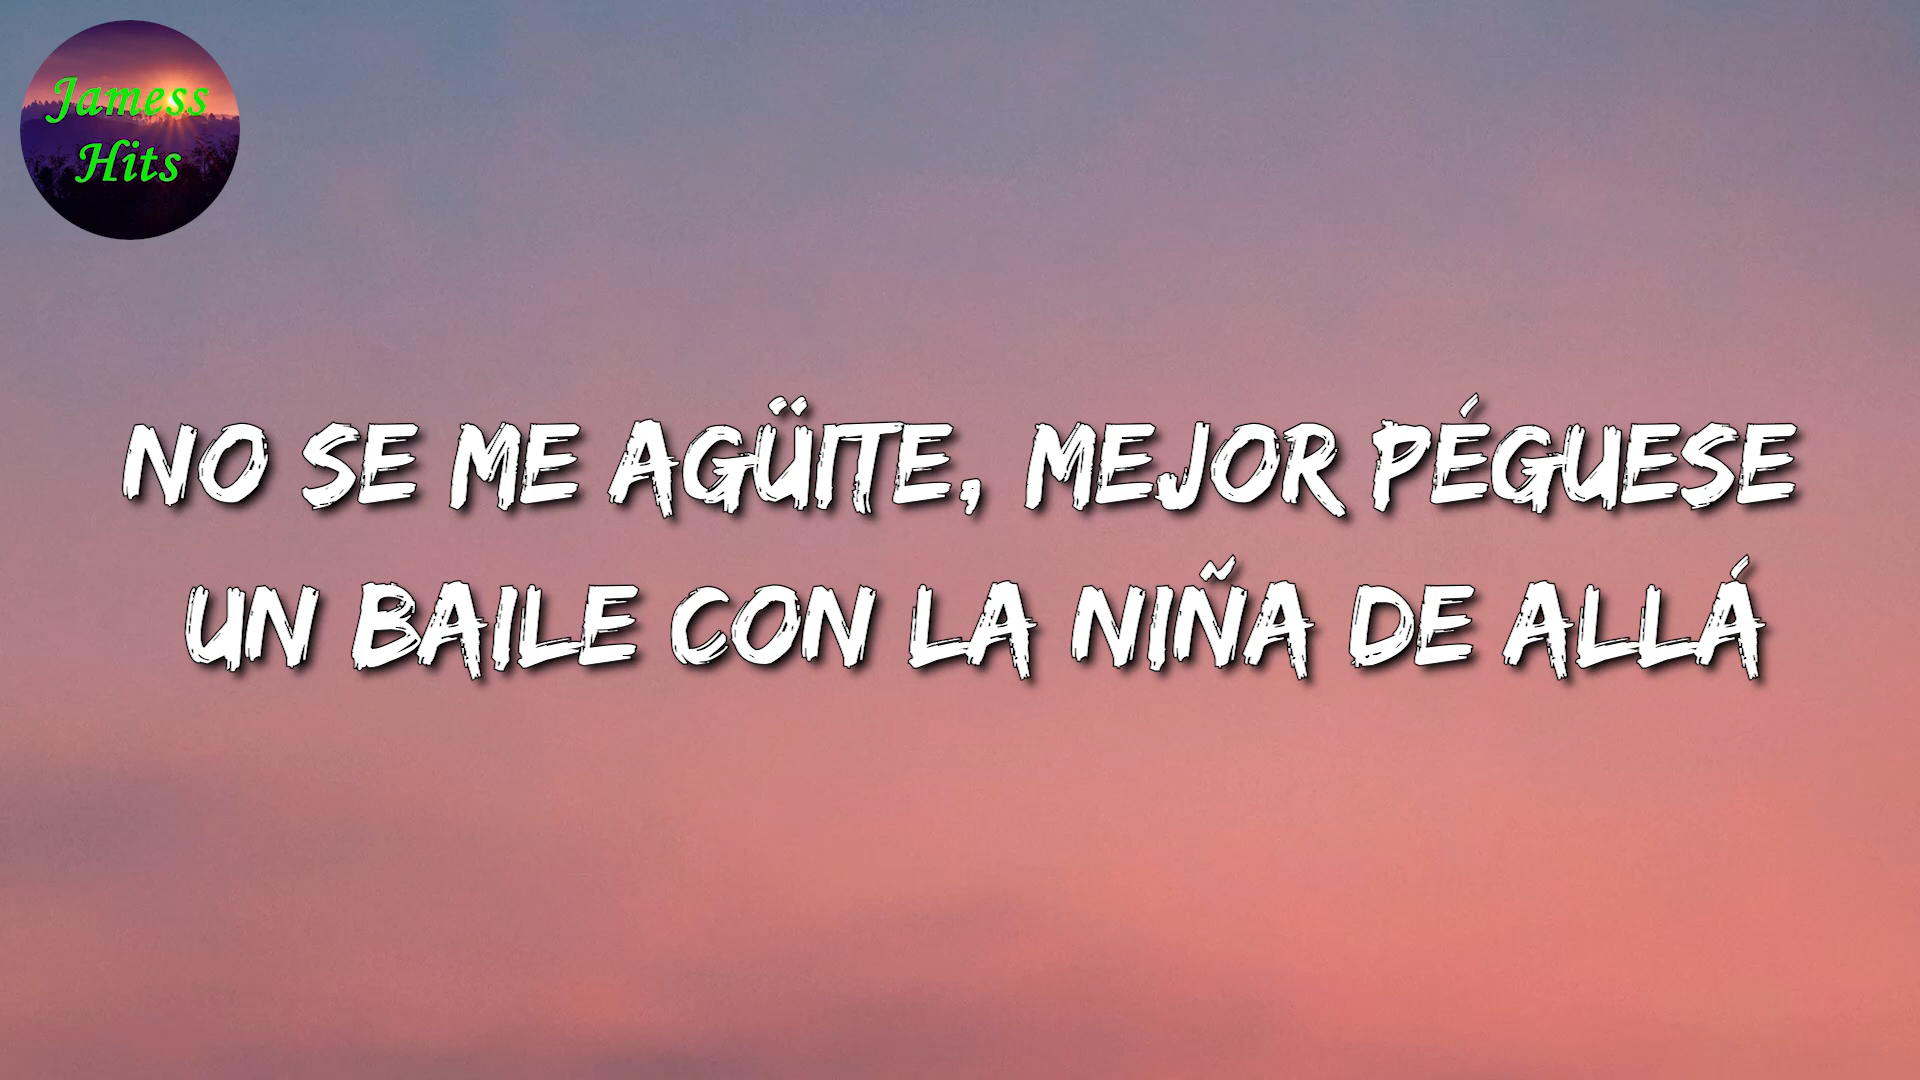 Jamess
Hits
NO SE ME AGÜITE, MEJOR PÉGUESE
UN BAILE CON LA NIÑA DE ALLÁ